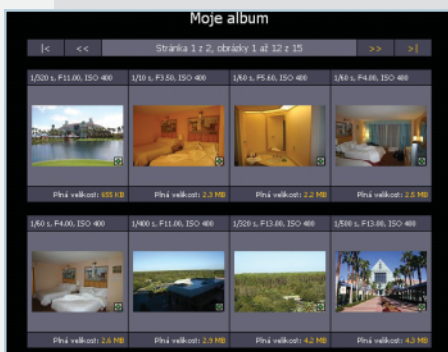 Moje album
|< << Stránka 1 z 2, obrázky 1 až 12 z 15 >> >|
1/320 s, F11.00, ISO 400 1/10 s, F3.50, ISO 400 1/60 s, F5.60, ISO 400 1/60 s, F4.00, ISO 400
Plná velikost: 655 KB Plná velikost: 2.3 MB Plná velikost: 2.2 MB Plná velikost: 2.5 MB
1/60 s, F4.00, ISO 400 1/400 s, F11.00, ISO 400 1/320 s, F13.00, ISO 400 1/500 s, F13.00, ISO 400
Plná velikost: 2.6 MB Plná velikost: 2.9 MB Plná velikost: 4.2 MB Plná velikost: 4.3 MB